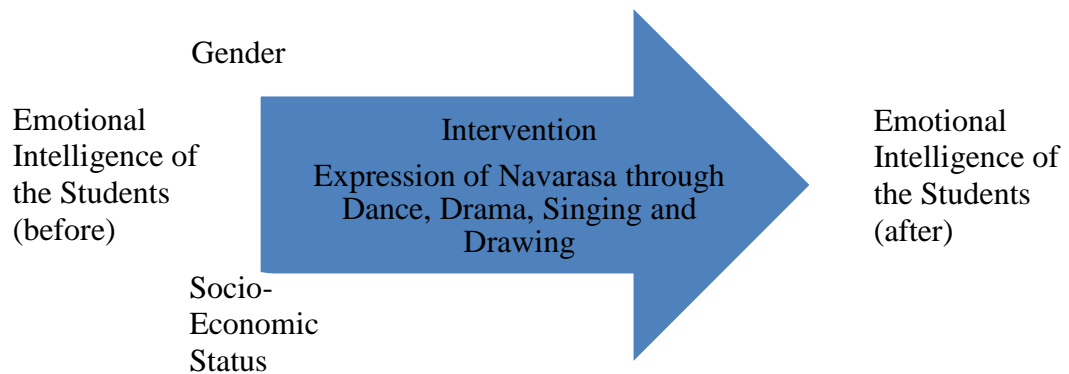 Gender
Emotional
Intelligence of
the Students
(before)
Intervention
Expression of Navarasa through
Dance, Drama, Singing and
Drawing
Socio-
Economic
Status
Emotional
Intelligence of
the Students
(after)